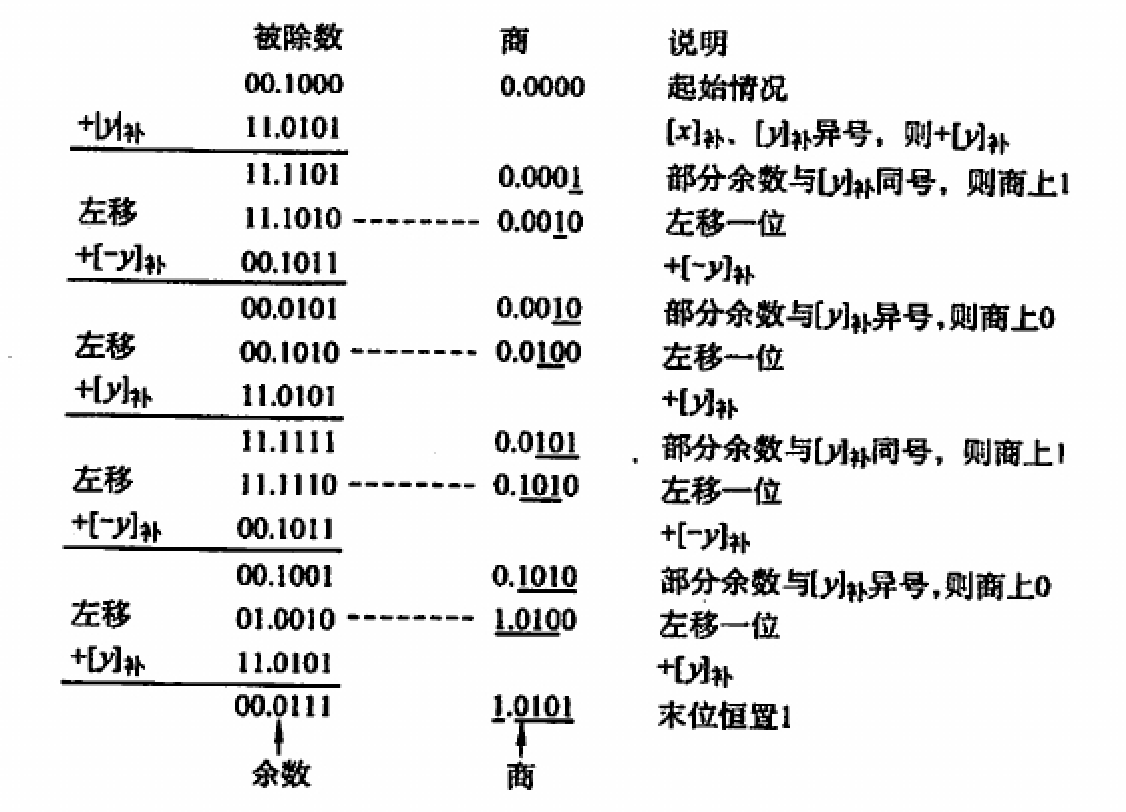 被除数 商 说明
00.1000 0.0000 起始情况
+[y]补 11.0101 [x]补、[y]补异号，则+[y]补
11.1101 0.0001 部分余数与[y]补同号，则商上1
左移 11.1010 -------- 0.0010 左移一位
+[-y]补 00.1011 +[-y]补
00.0101 0.0010 部分余数与[y]补异号,则商上0
左移 00.1010 -------- 0.0100 左移一位
+[y]补 11.0101 +[y]补
11.1111 0.0101 部分余数与[y]补同号，则商上1
左移 11.1110 -------- 0.1010 左移一位
+[-y]补 00.1011 +[-y]补
00.1001 0.1010 部分余数与[y]补异号,则商上0
左移 01.0010 -------- 1.0100 左移一位
+[y]补 11.0101 +[y]补
00.0111 1.0101 末位恒置1
余数 商